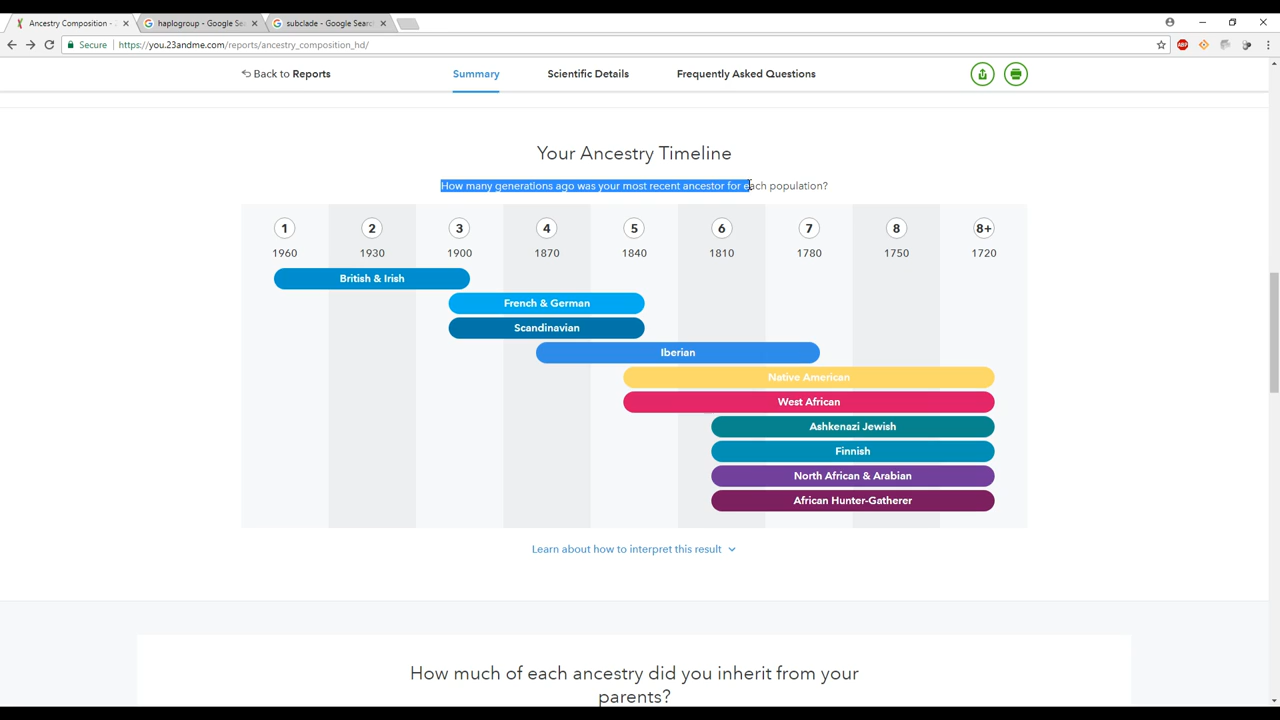 Ancestry Composition - 2
haplogroup - Google Sea
subclade - Google Search
Secure
https://you.23andme.com/reports/ancestry_composition_hd/
ABP
Back to Reports
Summary
Scientific Details
Frequently Asked Questions
Your Ancestry Timeline
How many generations ago was your most recent ancestor for each population?
1 2 3 4 5 6 7 8 8+
1960 1930 1900 1870 1840 1810 1780 1750 1720
British & Irish
French & German
Scandinavian
Iberian
Native American
West African
Ashkenazi Jewish
Finnish
North African & Arabian
African Hunter-Gatherer
Learn about how to interpret this result
How much of each ancestry did you inherit from your
parents?